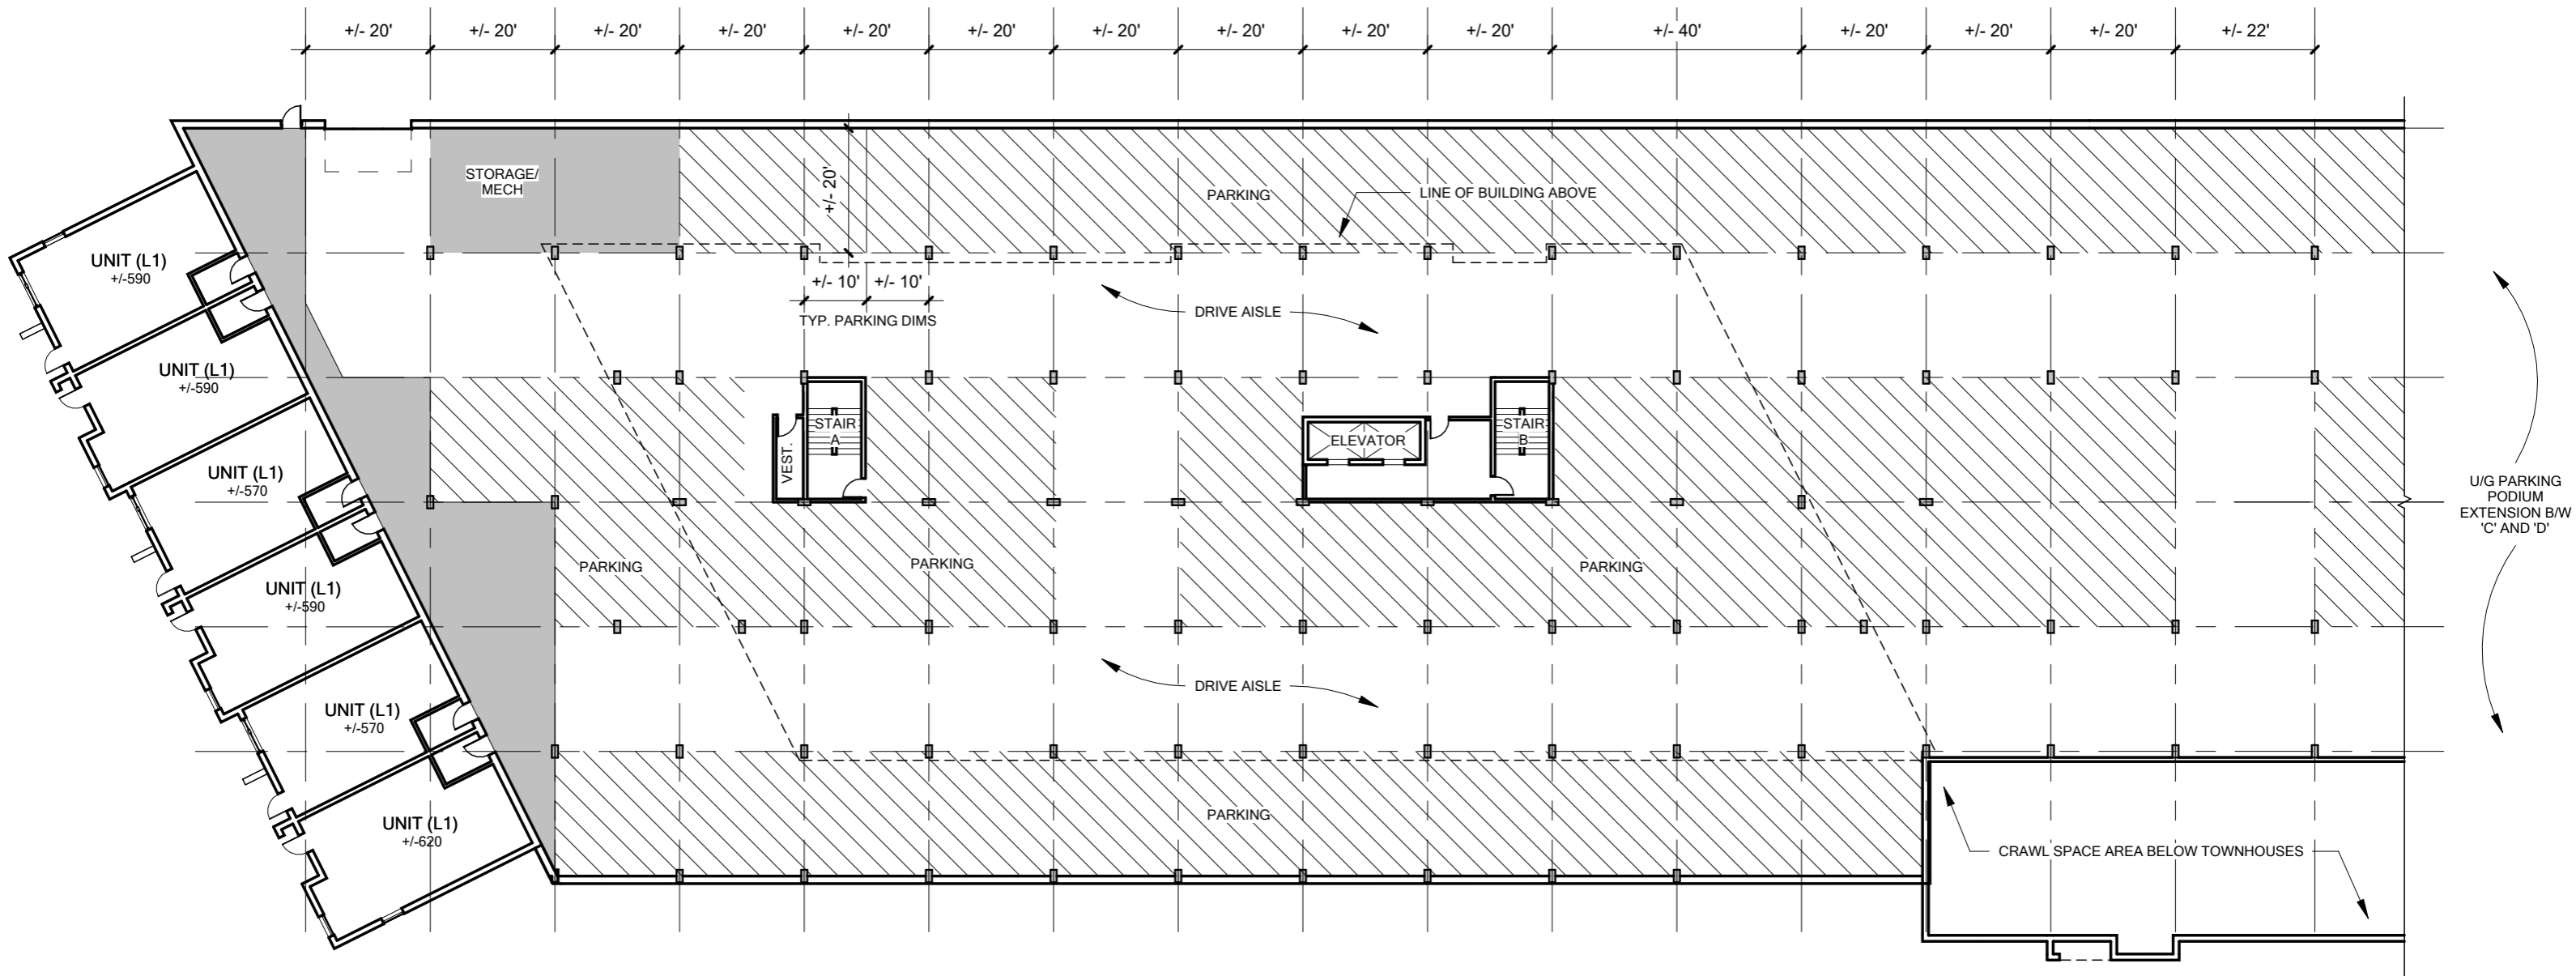 +/- 20' +/- 20' +/- 20' +/- 20' +/- 20' +/- 20' +/- 20' +/- 20' +/- 20' +/- 20' +/- 40' +/- 20' +/- 20' +/- 20' +/- 22'
STORAGE/
MECH
+/- 20'
PARKING
LINE OF BUILDING ABOVE
UNIT (L1)
+/-590
+/- 10' +/- 10'
TYP. PARKING DIMS
DRIVE AISLE
UNIT (L1)
+/-590
STAIR
A
VEST.
ELEVATOR
STAIR
B
UNIT (L1)
+/-570
U/G PARKING
PODIUM
EXTENSION B/W
'C' AND 'D'
UNIT (L1)
+/-590
PARKING
PARKING
PARKING
DRIVE AISLE
UNIT (L1)
+/-570
PARKING
UNIT (L1)
+/-620
CRAWL SPACE AREA BELOW TOWNHOUSES